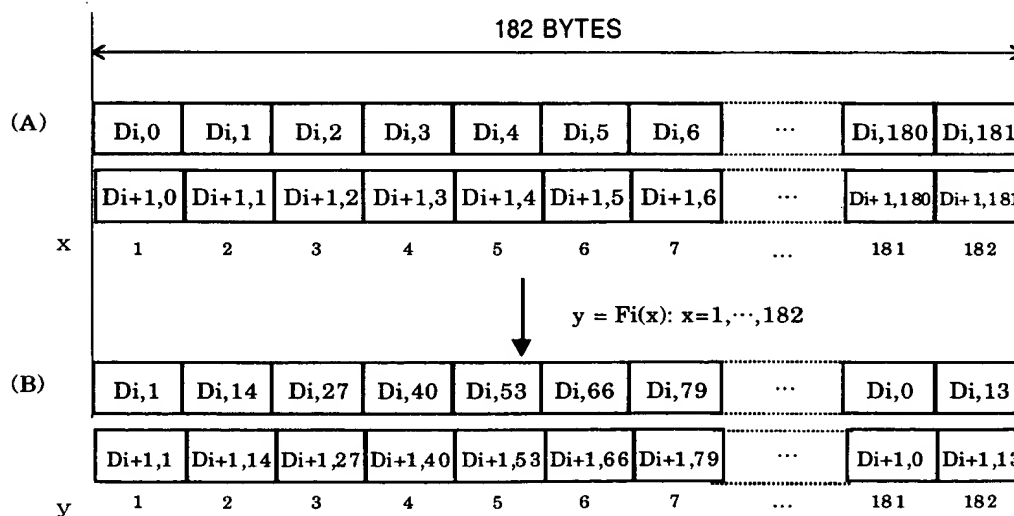 182 BYTES
(A) Di,0 Di,1 Di,2 Di,3 Di,4 Di,5 Di,6 ... Di,180 Di,181
Di+1,0 Di+1,1 Di+1,2 Di+1,3 Di+1,4 Di+1,5 Di+1,6 ... Di+1,180 Di+1,181
x 1 2 3 4 5 6 7 ... 181 182
y = Fi(x): x=1,...,182
(B) Di,1 Di,14 Di,27 Di,40 Di,53 Di,66 Di,79 ... Di,0 Di,13
Di+1,1 Di+1,14 Di+1,27 Di+1,40 Di+1,53 Di+1,66 Di+1,79 ... Di+1,0 Di+1,13
y 1 2 3 4 5 6 7 ... 181 182